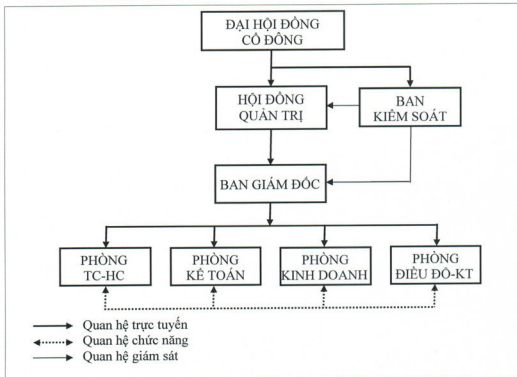 ĐẠI HỘI ĐỒNG
CỔ ĐÔNG
HỘI ĐỒNG
QUẢN TRỊ
BAN
KIỂM SOÁT
BAN GIÁM ĐỐC
PHÒNG
TC-HC
PHÒNG
KẾ TOÁN
PHÒNG
KINH DOANH
PHÒNG
ĐIỀU ĐỘ-KT
Quan hệ trực tuyến
Quan hệ chức năng
Quan hệ giám sát